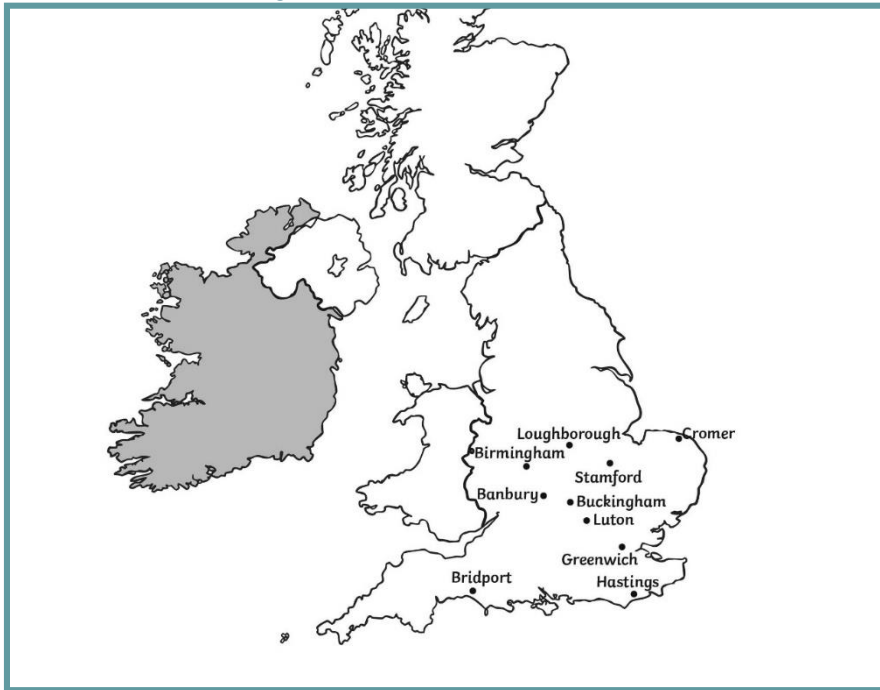 Loughborough
Cromer
Birmingham
Stamford
Banbury
Buckingham
Luton
Greenwich
Bridport
Hastings